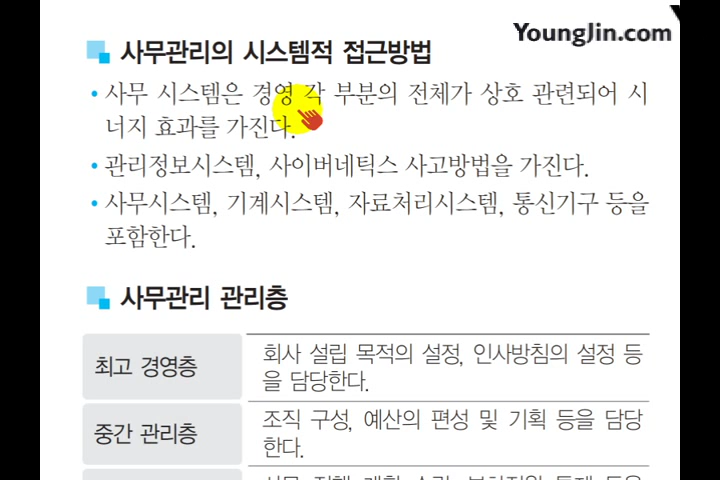 YoungJin.com
사무관리의 시스템적 접근방법
• 사무 시스템은 경영 각 부분의 전체가 상호 관련되어 시
너지 효과를 가진다.
• 관리정보시스템, 사이버네틱스 사고방법을 가진다.
• 사무시스템, 기계시스템, 자료처리시스템, 통신기구 등을
포함한다.
사무관리 관리층
최고 경영층
회사 설립 목적의 설정, 인사방침의 설정 등
을 담당한다.
중간 관리층
조직 구성, 예산의 편성 및 기획 등을 담당
한다.